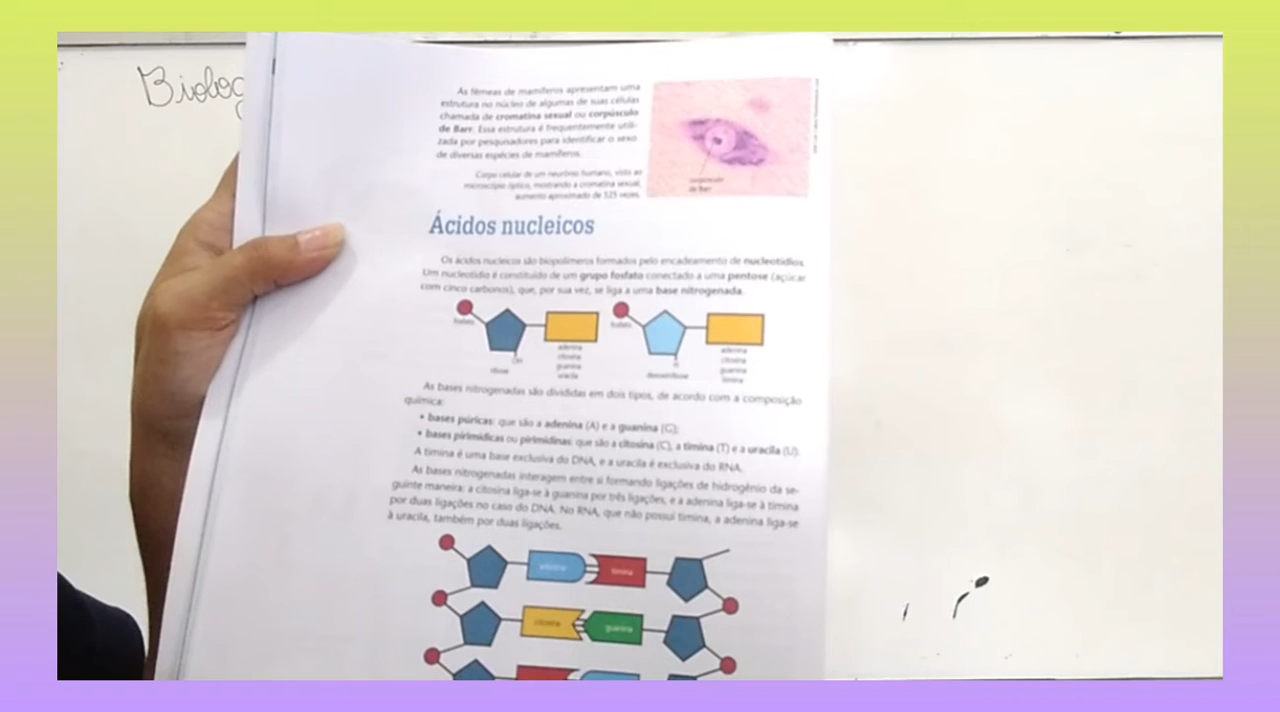 Biolog
As fêmeas de mamíferos apresentam uma
estrutura no núcleo de algumas de suas células
chamada de cromatina sexual ou corpúsculo
de Barr. Essa estrutura é frequentemente utili-
zada por pesquisadores para identificar o sexo
de diversas espécies de mamíferos.
corpúsculo
de Barr
Corpo celular de um neurônio humano, visto ao
microscópio óptico, mostrando a cromatina sexual,
aumento aproximado de 525 vezes.
Ácidos nucleicos
Os ácidos nucleicos são biopolímeros formados pelo encadeamento de nucleotídios.
Um nucleotídio é constituído de um grupo fosfato conectado a uma pentose (açúcar
com cinco carbonos), que, por sua vez, se liga a uma base nitrogenada.
fosfato
OH
ribose
adenina
citosina
guanina
uracila
fosfato
H
desoxirribose
adenina
citosina
guanina
timina
As bases nitrogenadas são divididas em dois tipos, de acordo com a composição
química:
• bases púricas: que são a adenina (A) e a guanina (G);
• bases pirimídicas ou pirimidinas: que são a citosina (C), a timina (T) e a uracila (U).
A timina é uma base exclusiva do DNA, e a uracila é exclusiva do RNA.
As bases nitrogenadas interagem entre si formando ligações de hidrogênio da se-
guinte maneira: a citosina liga-se à guanina por três ligações, e a adenina liga-se à timina
por duas ligações no caso do DNA. No RNA, que não possui timina, a adenina liga-se
à uracila, também por duas ligações.
adenina timina
citosina guanina